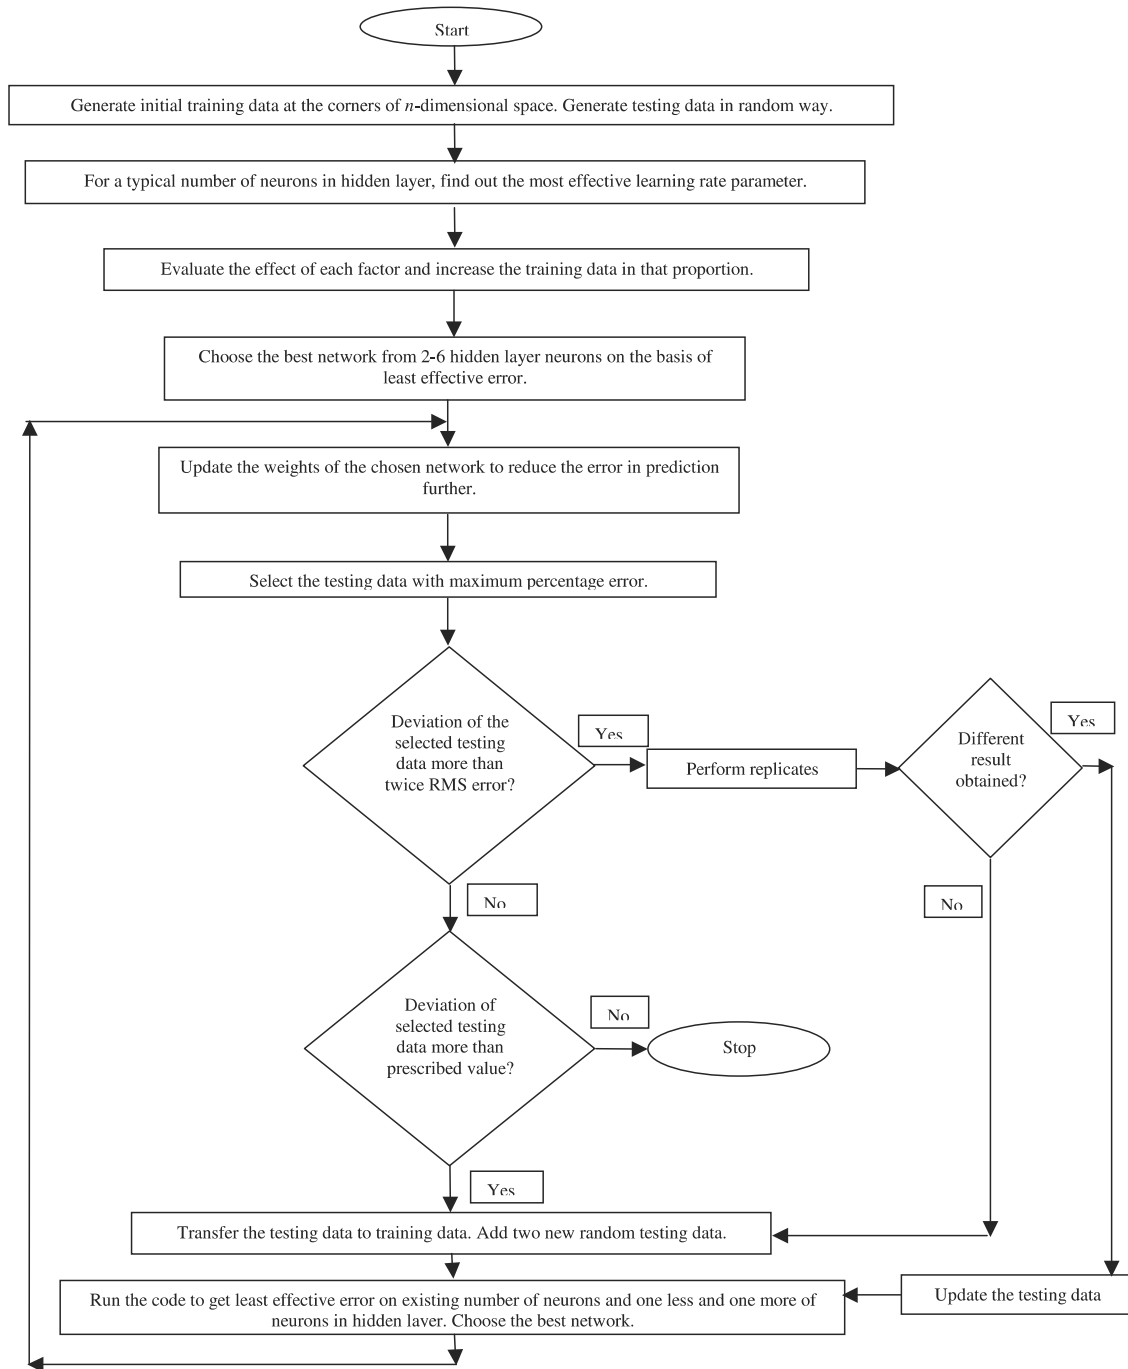 Start
Generate initial training data at the corners of n-dimensional space. Generate testing data in random way.
For a typical number of neurons in hidden layer, find out the most effective learning rate parameter.
Evaluate the effect of each factor and increase the training data in that proportion.
Choose the best network from 2-6 hidden layer neurons on the basis of
least effective error.
Update the weights of the chosen network to reduce the error in prediction
further.
Select the testing data with maximum percentage error.
Deviation of the
selected testing
data more than
twice RMS error?
Yes
Perform replicates
Different
result
obtained?
Yes
No
No
Deviation of
selected testing
data more than
prescribed value?
No
Stop
Yes
Transfer the testing data to training data. Add two new random testing data.
Run the code to get least effective error on existing number of neurons and one less and one more of
neurons in hidden layer. Choose the best network.
Update the testing data